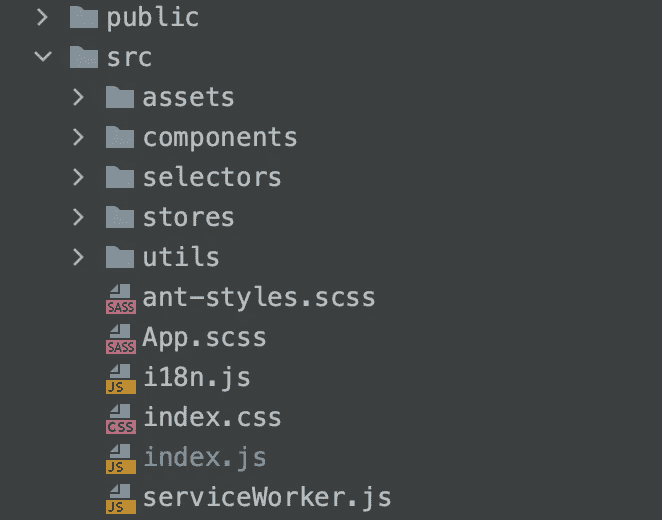 public
src
assets
components
selectors
stores
utils
SASS ant-styles.scss
SASS App.scss
JS i18n.js
CSS index.css
JS index.js
JS serviceWorker.js